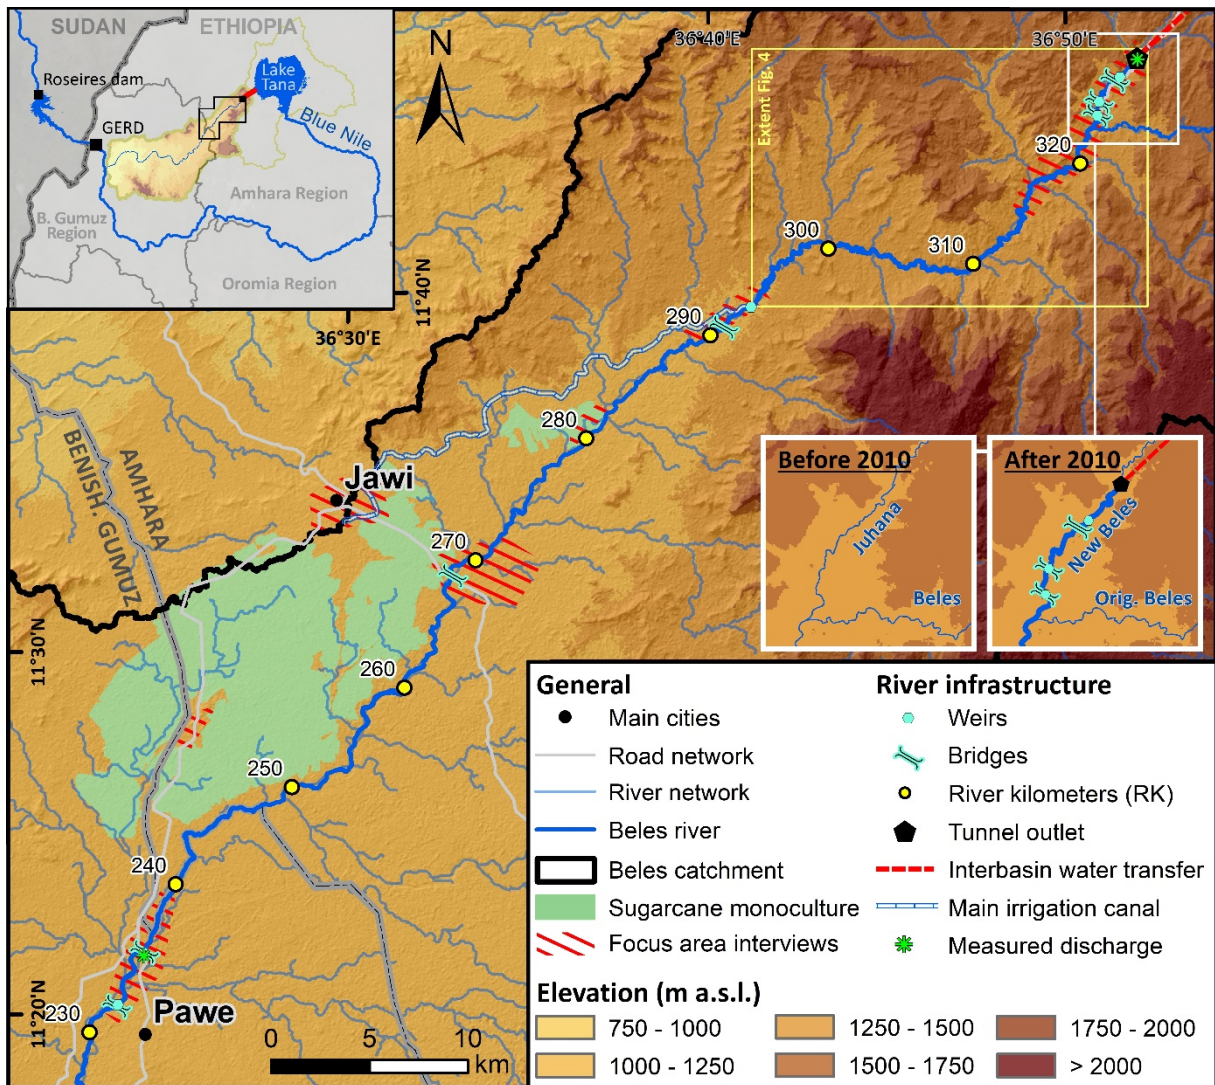 SUDAN
ETHIOPIA
Roseires dam
Lake
Tana
GERD
Blue Nile
Amhara Region
B. Gumuz
Region
Oromia Region
N
36°40'E
36°50'E
Extent Fig. 4
320
300
310
11°40'N
36°30'E
290
280
Before 2010
Juhana
Beles
After 2010
New Beles
Orig. Beles
AMHARA
BENISH. GUMUZ
Jawi
270
11°30'N
260
250
240
230
11°20'N
Pawe
0 5 10
km
General
Main cities
Road network
River network
Beles river
Beles catchment
Sugarcane monoculture
Focus area interviews
River infrastructure
Weirs
Bridges
River kilometers (RK)
Tunnel outlet
Interbasin water transfer
Main irrigation canal
Measured discharge
Elevation (m a.s.l.)
750 - 1000
1000 - 1250
1250 - 1500
1500 - 1750
1750 - 2000
> 2000